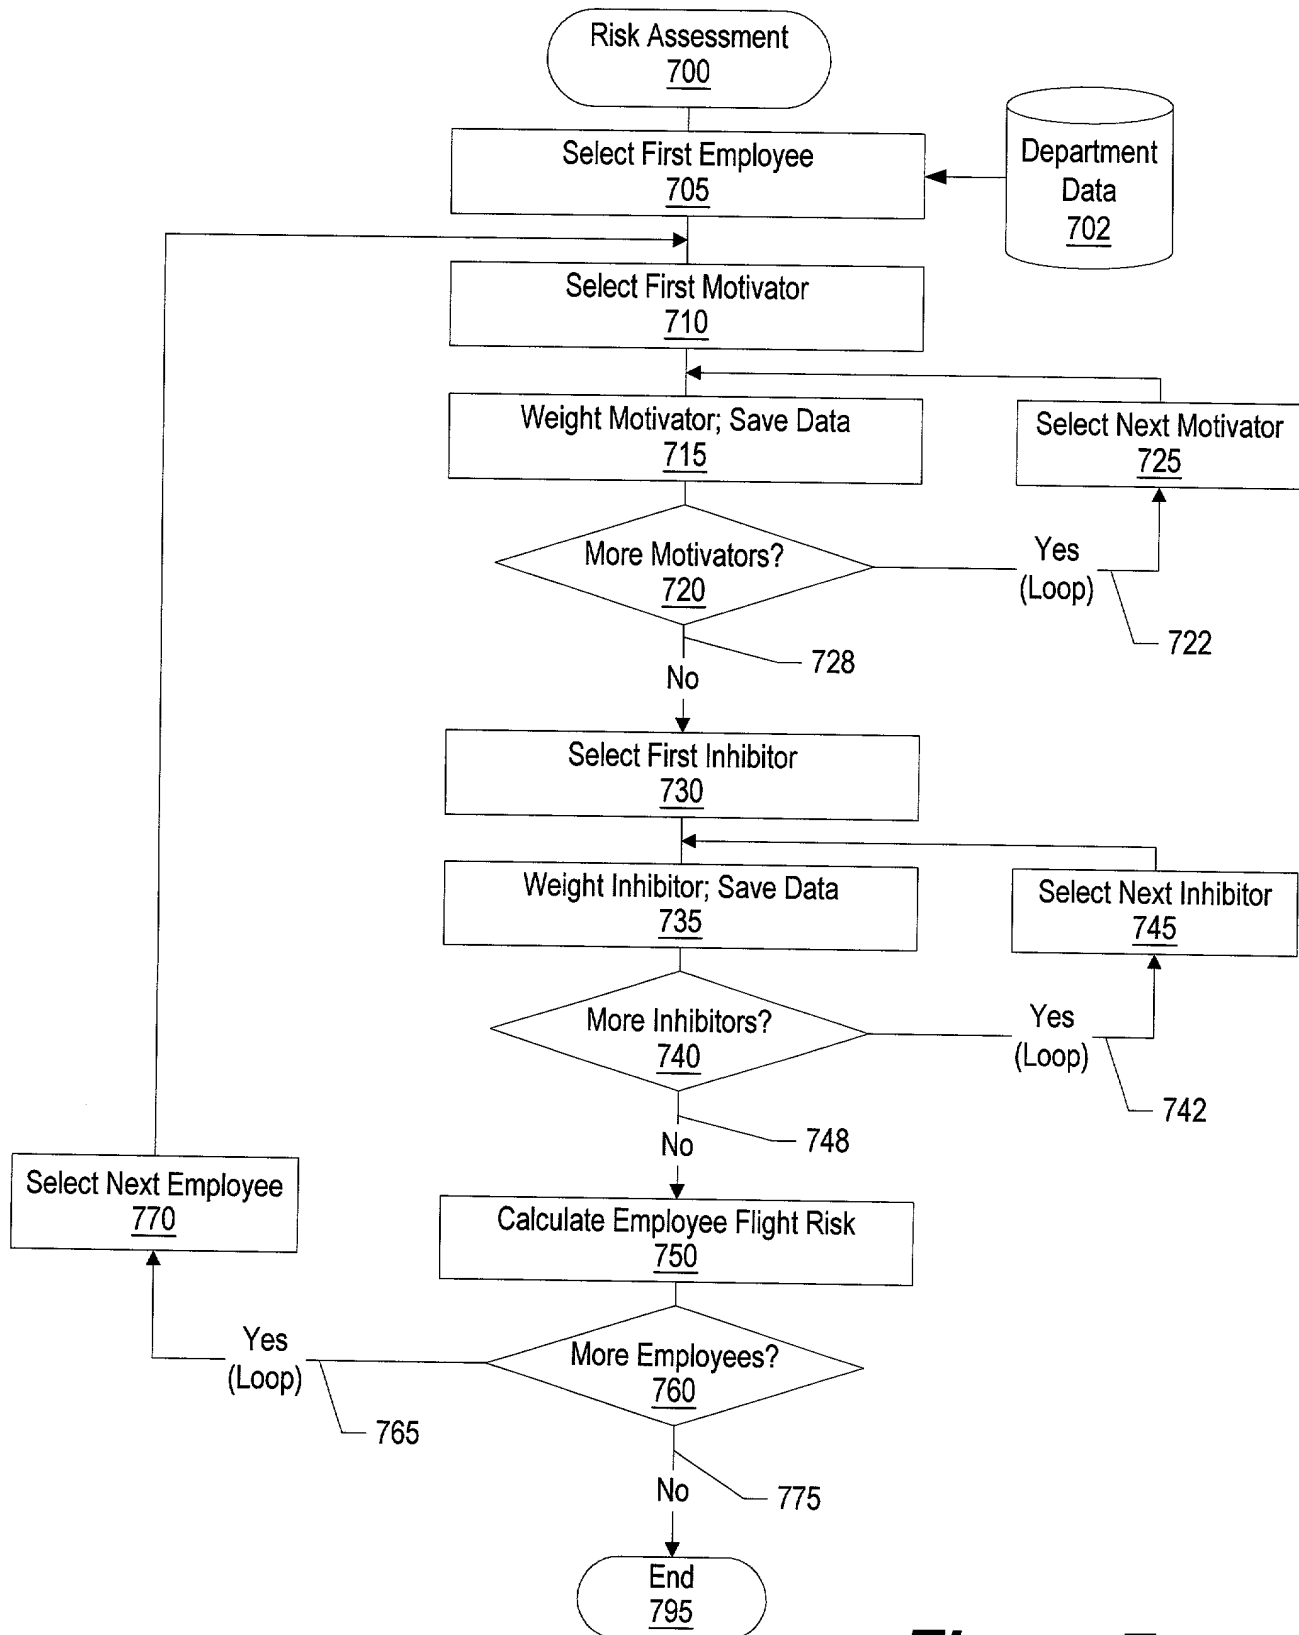 Risk Assessment
700
Select First Employee
705
Department
Data
702
Select First Motivator
710
Weight Motivator; Save Data
715
Select Next Motivator
725
More Motivators?
720
Yes
(Loop)
722
728
No
Select First Inhibitor
730
Weight Inhibitor; Save Data
735
Select Next Inhibitor
745
More Inhibitors?
740
Yes
(Loop)
742
748
No
Select Next Employee
770
Calculate Employee Flight Risk
750
More Employees?
760
Yes
(Loop)
765
775
No
End
795